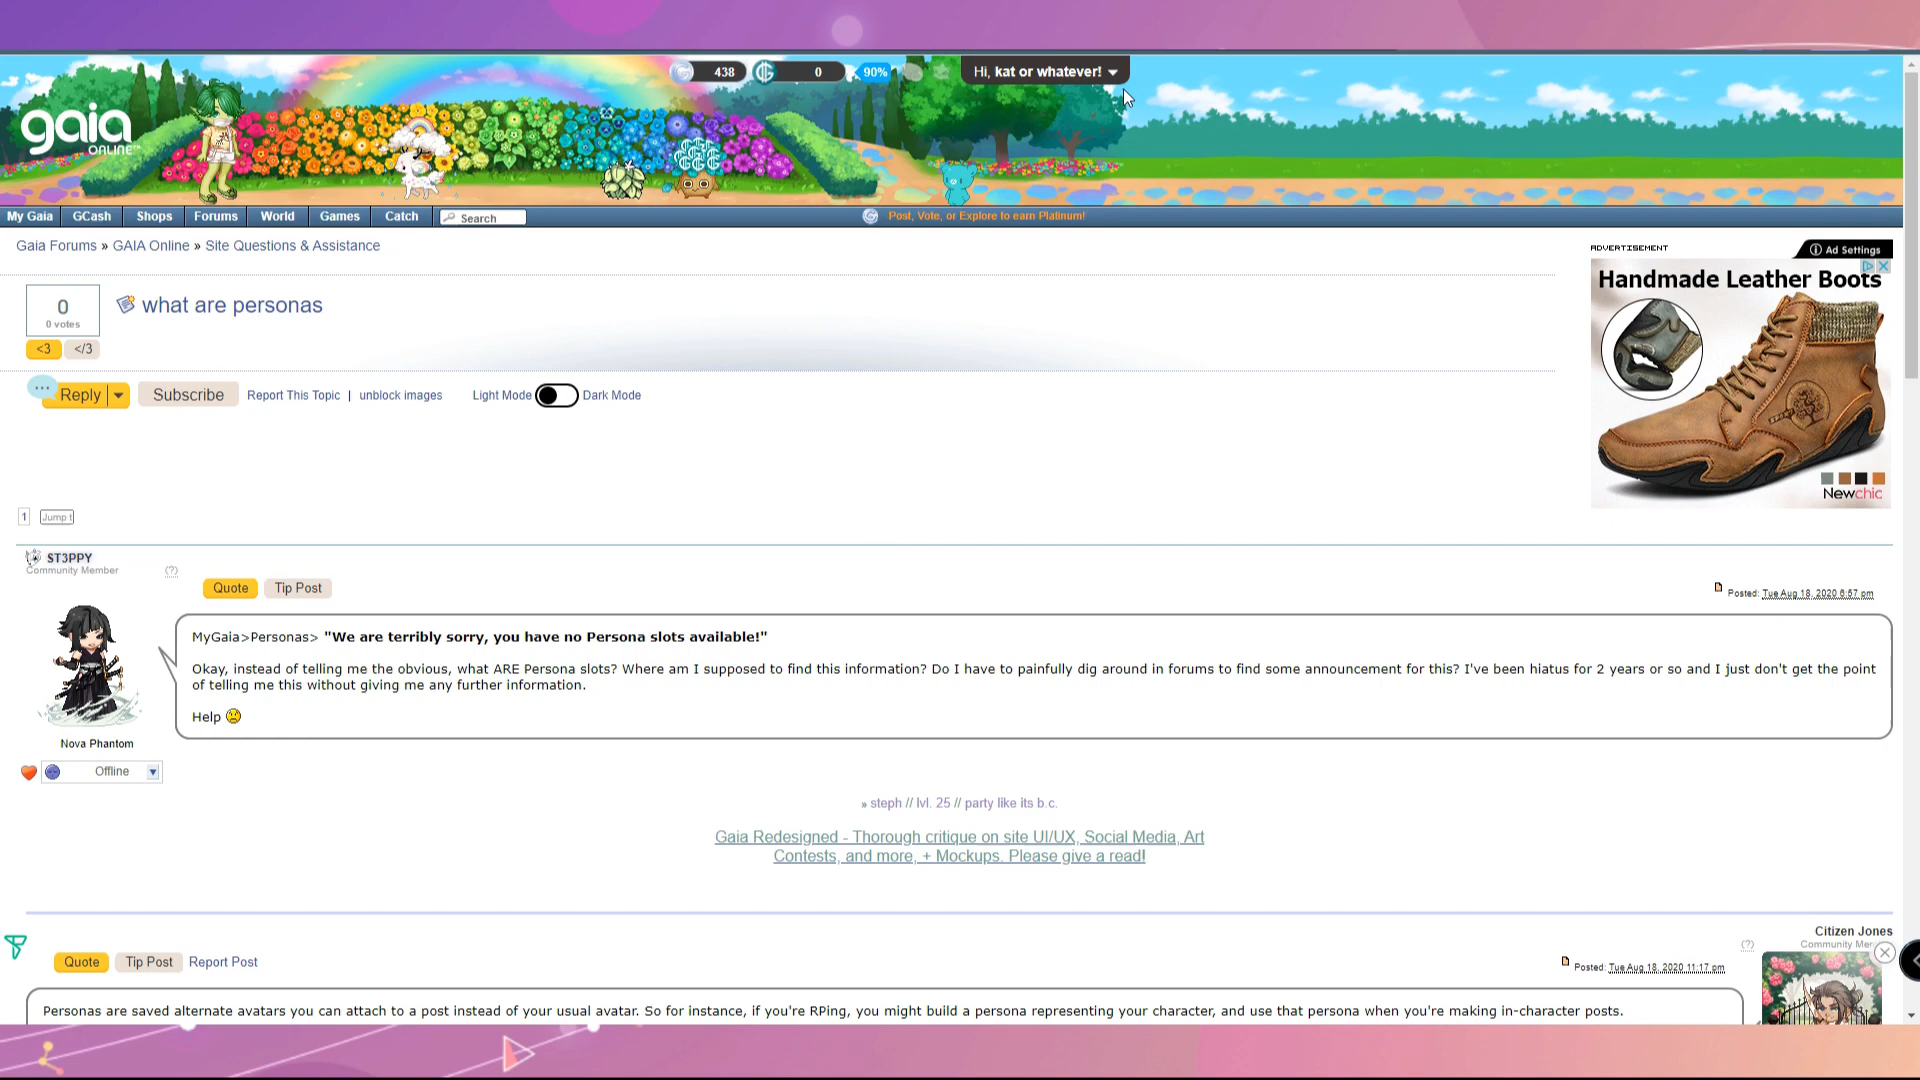 438
0
90%
Hi, kat or whatever!
gaia
ONLINE™
My Gaia GCash Shops Forums World Games Catch Search
Post, Vote, or Explore to earn Platinum!
Gaia Forums » GAIA Online » Site Questions & Assistance
ADVERTISEMENT
Ad Settings
Handmade Leather Boots
Newchic
0
0 votes
what are personas
<3 </3
Reply Subscribe Report This Topic | unblock images Light Mode Dark Mode
1 Jump t
ST3PPY
Community Member
(?)
Quote Tip Post
Posted: Tue Aug 18, 2020 6:57 pm
MyGaia>Personas> "We are terribly sorry, you have no Persona slots available!"
Okay, instead of telling me the obvious, what ARE Persona slots? Where am I supposed to find this information? Do I have to painfully dig around in forums to find some announcement for this? I've been hiatus for 2 years or so and I just don't get the point
of telling me this without giving me any further information.
Help
Nova Phantom
Offline
» steph // lvl. 25 // party like its b.c.
Gaia Redesigned - Thorough critique on site UI/UX, Social Media, Art
Contests, and more, + Mockups. Please give a read!
Citizen Jones
Community Mem
(?)
Quote Tip Post Report Post
Posted: Tue Aug 18, 2020 11:17 pm
Personas are saved alternate avatars you can attach to a post instead of your usual avatar. So for instance, if you're RPing, you might build a persona representing your character, and use that persona when you're making in-character posts.